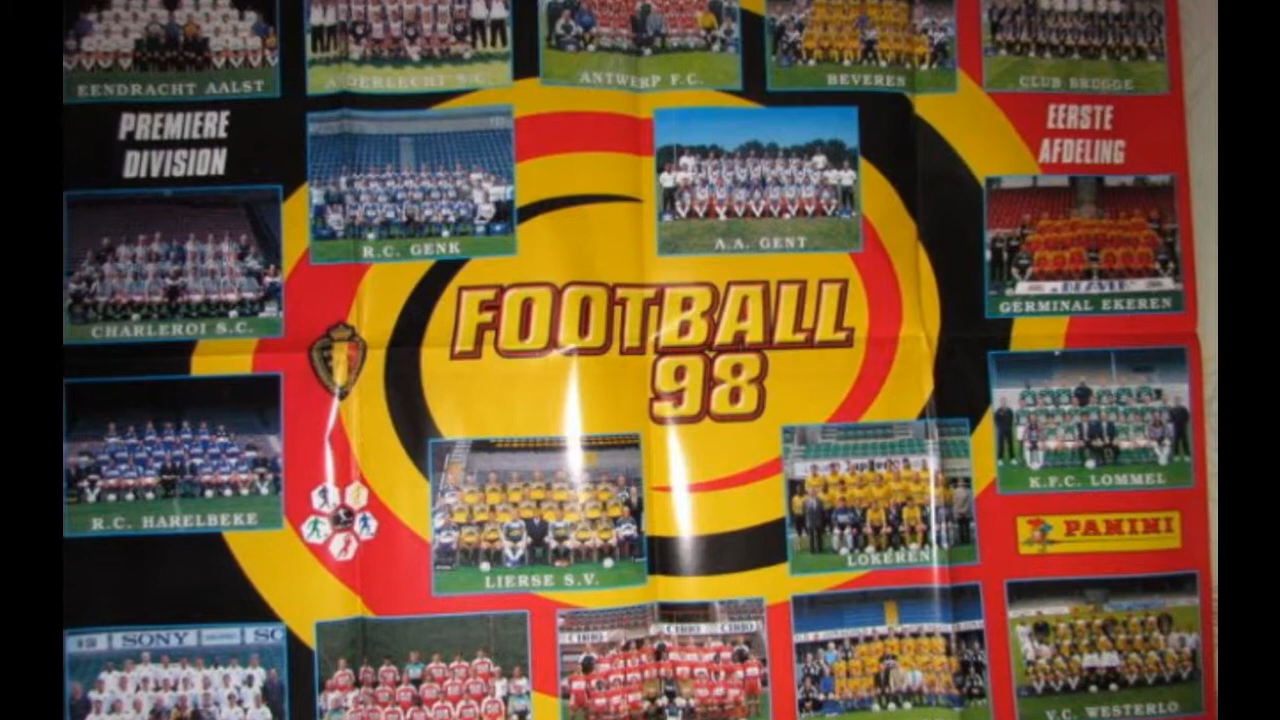 EENDRACHT AALST
ANDERLECHT S.C.
ANTWERP F.C.
BEVEREN
CLUB BRUGGE
PREMIERE
DIVISION
EERSTE
AFDELING
R.C. GENK
A.A. GENT
CHARLEROI S.C.
GERMINAL EKEREN
FOOTBALL
98
R.C. HARELBEKE
K.F.C. LOMMEL
LIERSE S.V.
LOKEREN
PANINI
SONY
V.C. WESTERLO